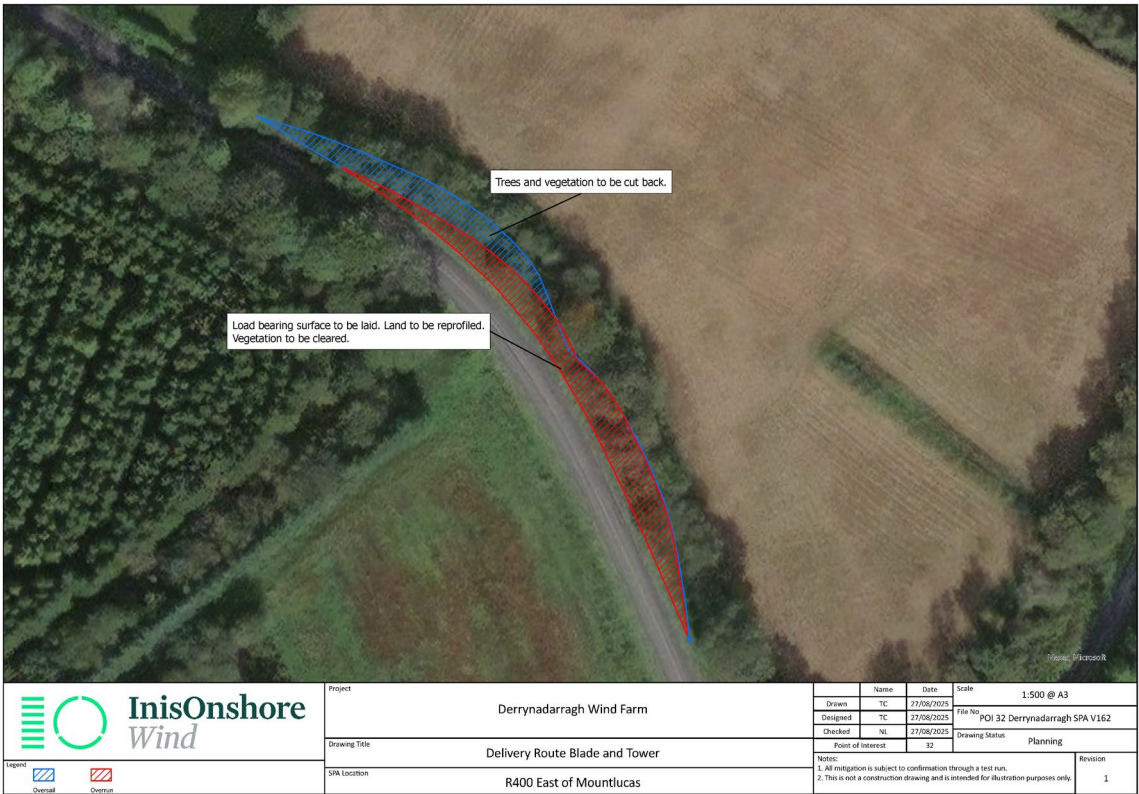 Trees and vegetation to be cut back.
Load bearing surface to be laid. Land to be reprofiled.
Vegetation to be cleared.
Microsoft
InisOnshore
Wind
Legend
Oversail
Overrun
Project
Derrynadarragh Wind Farm
Drawing Title
Delivery Route Blade and Tower
SPA Location
R400 East of Mountlucas
Name Date
Drawn TC 27/08/2025
Designed TC 27/08/2025
Checked NL 27/08/2025
Point of Interest 32
Scale
1:500 @ A3
File No
POI 32 Derrynadarragh SPA V162
Drawing Status
Planning
Notes:
1. All mitigation is subject to confirmation through a test run.
2. This is not a construction drawing and is intended for illustration purposes only.
Revision
1